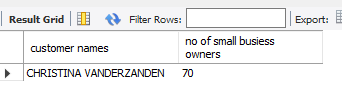 Result Grid Filter Rows: Export:
customer names no of small busiess owners
CHRISTINA VANDERZANDEN 70